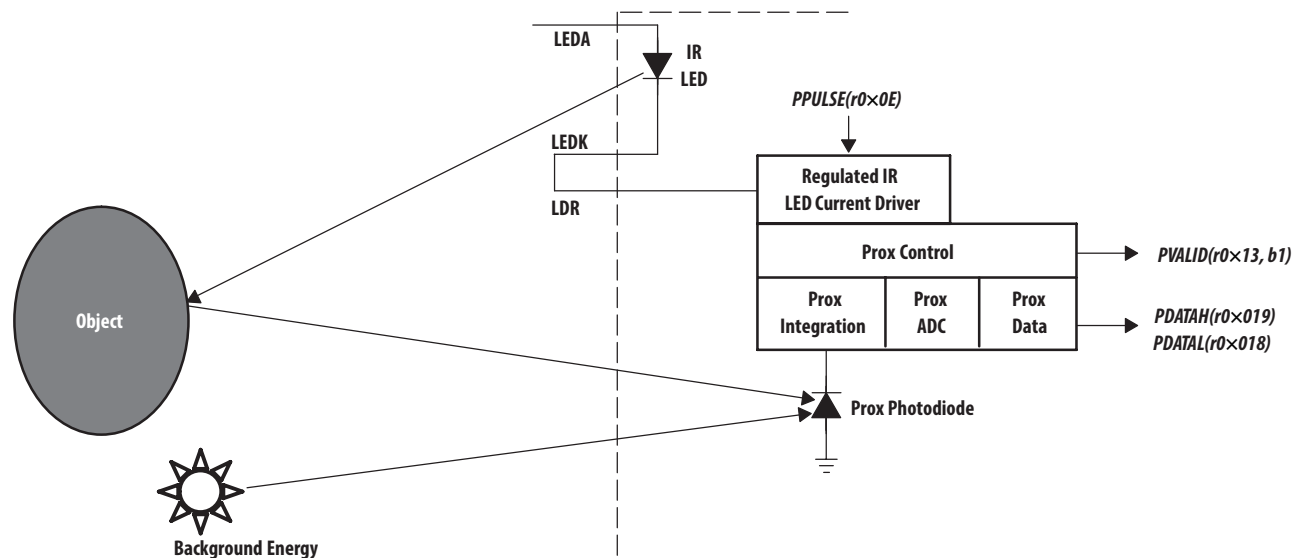 LEDA
IR
LED
PPULSE(r0×0E)
LEDK
Regulated IR
LED Current Driver
LDR
Prox Control
PVALID(r0×13, b1)
Prox
Integration
Prox
ADC
Prox
Data
PDATAH(r0×019)
PDATAL(r0×018)
Object
Prox Photodiode
Background Energy